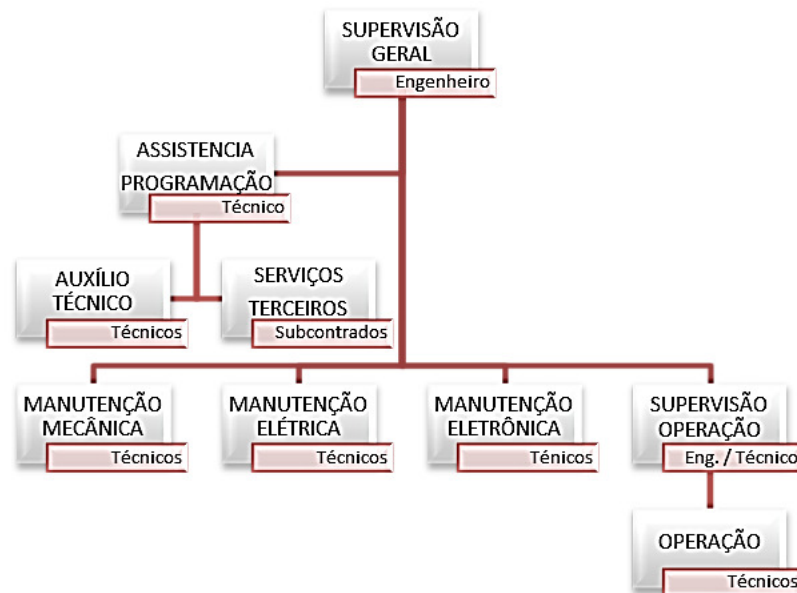 SUPERVISÃO
GERAL
Engenheiro
ASSISTENCIA
PROGRAMAÇÃO
Técnico
AUXÍLIO
TÉCNICO
Técnicos
SERVIÇOS
TERCEIROS
Subcontrados
MANUTENÇÃO
MECÂNICA
Técnicos
MANUTENÇÃO
ELÉTRICA
Técnicos
MANUTENÇÃO
ELETRÔNICA
Ténicos
SUPERVISÃO
OPERAÇÃO
Eng. / Técnico
OPERAÇÃO
Técnicos